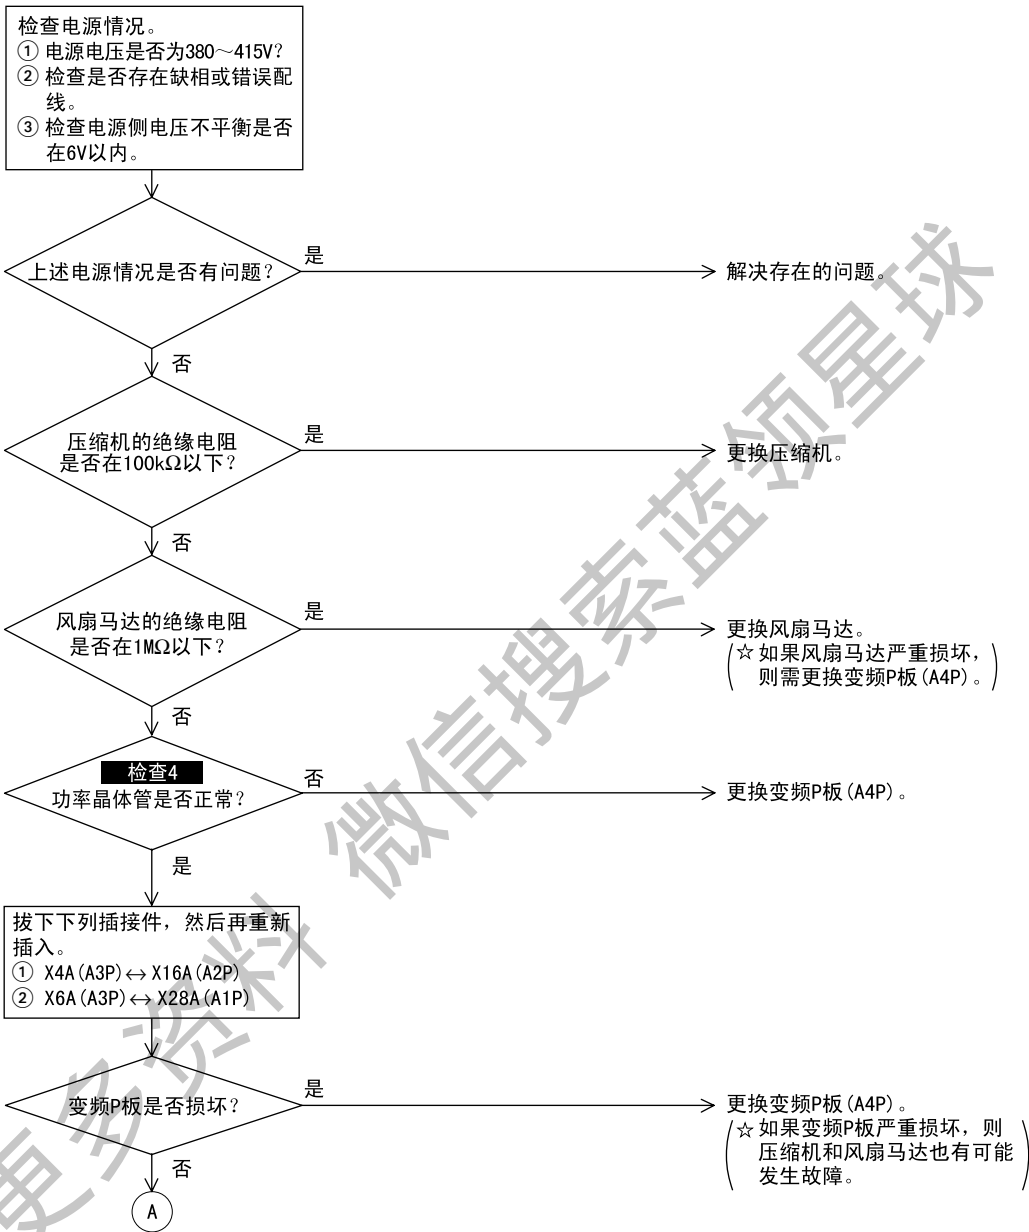 检查电源情况。
① 电源电压是否为380～415V？
② 检查是否存在缺相或错误配
线。
③ 检查电源侧电压不平衡是否
在6V以内。
上述电源情况是否有问题？
是
解决存在的问题。
否
压缩机的绝缘电阻
是否在100kΩ以下？
是
更换压缩机。
否
风扇马达的绝缘电阻
是否在1MΩ以下？
是
更换风扇马达。
(☆如果风扇马达严重损坏，
则需更换变频P板(A4P)。)
否
检查4
功率晶体管是否正常？
否
更换变频P板(A4P)。
是
拔下下列插接件，然后再重新
插入。
① X4A(A3P)↔X16A(A2P)
② X6A(A3P)↔X28A(A1P)
变频P板是否损坏？
是
更换变频P板(A4P)。
(☆如果变频P板严重损坏，则
压缩机和风扇马达也有可能
发生故障。)
否
A
更多资料 微信搜索蓝领星球